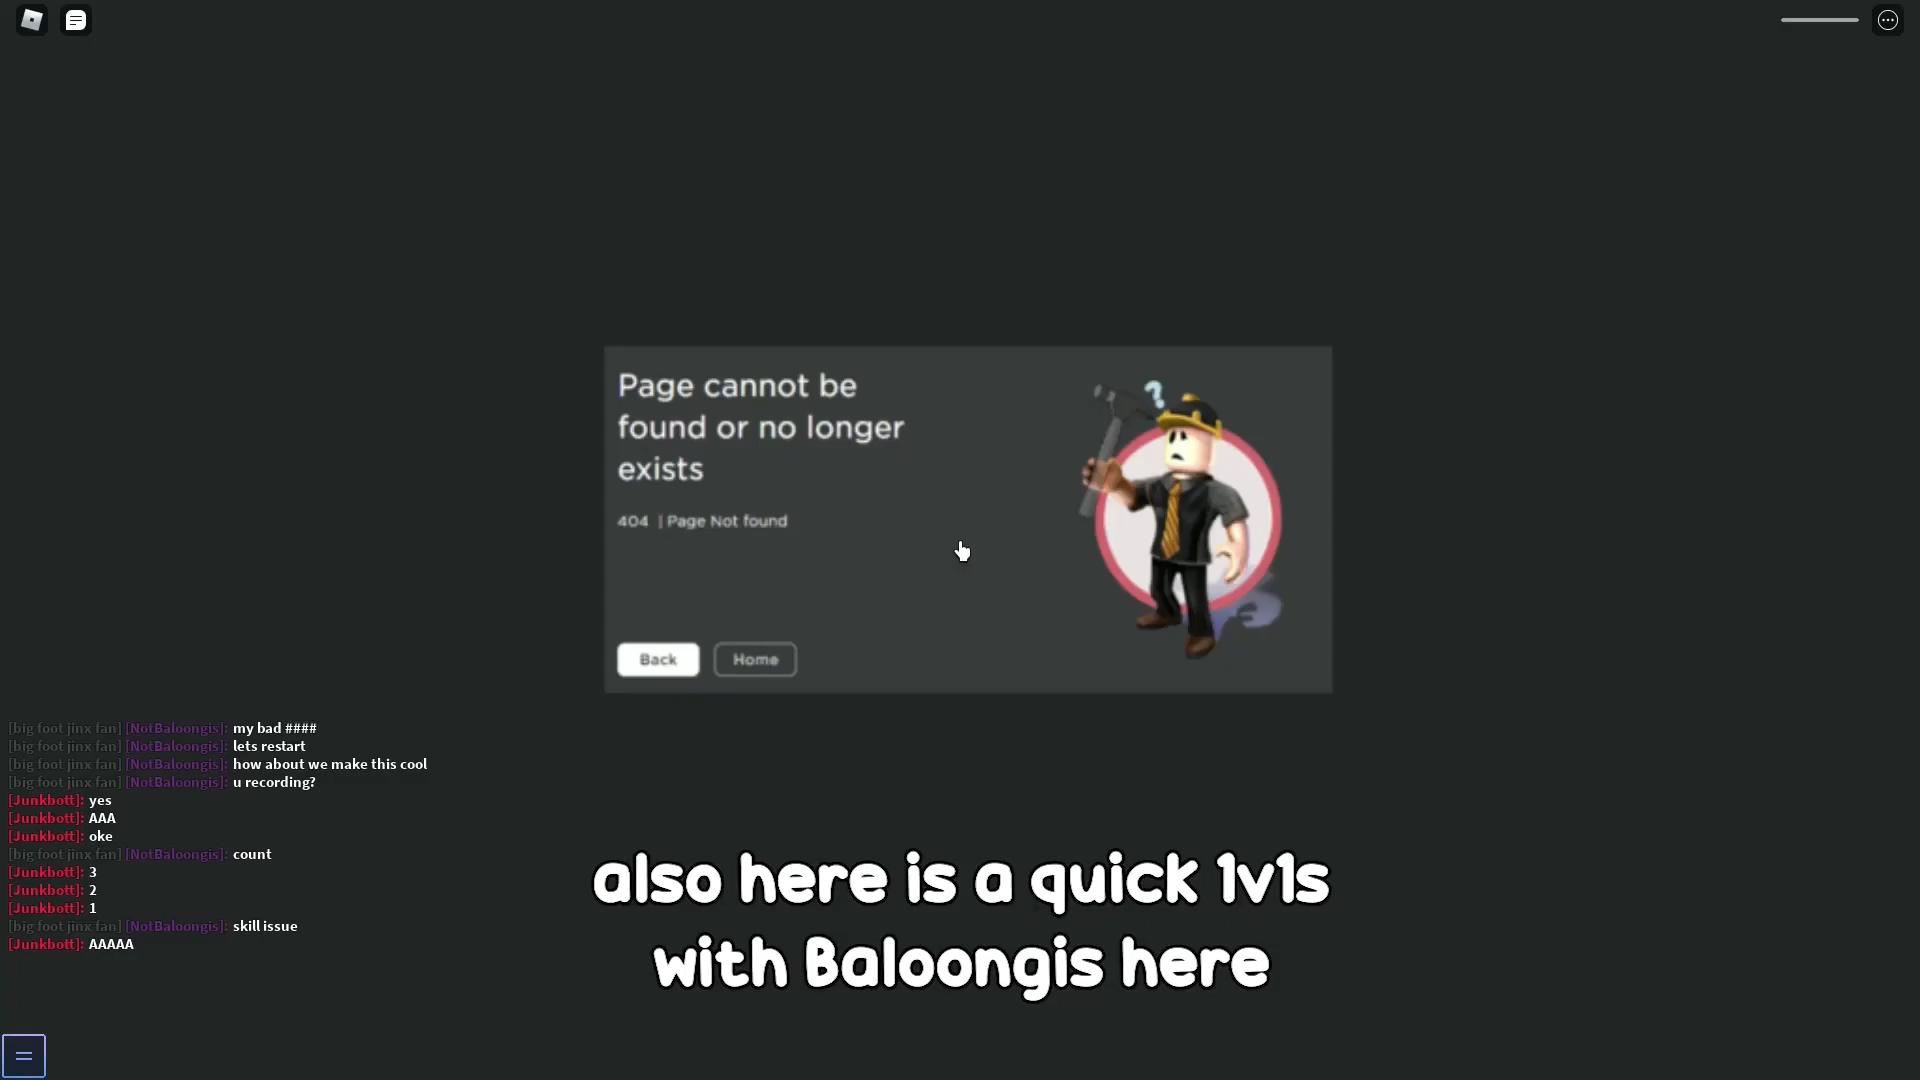 Page cannot be
found or no longer
exists
404 | Page Not found
Back
Home
[big foot jinx fan] [NotBaloongis]: my bad ####
[big foot jinx fan] [NotBaloongis]: lets restart
[big foot jinx fan] [NotBaloongis]: how about we make this cool
[big foot jinx fan] [NotBaloongis]: u recording?
[Junkbott]: yes
[Junkbott]: AAA
[Junkbott]: oke
[big foot jinx fan] [NotBaloongis]: count
[Junkbott]: 3
[Junkbott]: 2
[Junkbott]: 1
[big foot jinx fan] [NotBaloongis]: skill issue
[Junkbott]: AAAAA
also here is a quick 1v1s
with Baloongis here